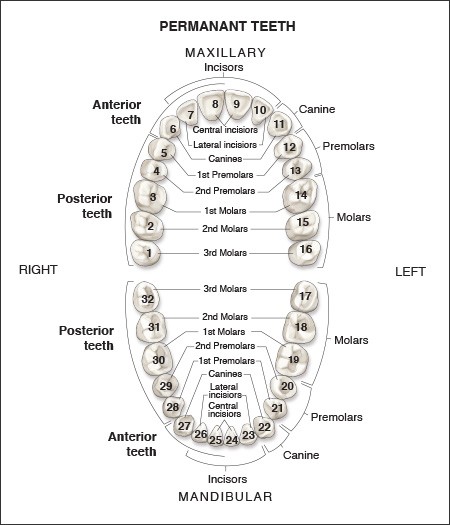 PERMANANT TEETH
MAXILLARY
Incisors
Anterior
teeth
Canine
Premolars
Posterior
teeth
Molars
7 8 9 10
6 11
5 12
4 13
3 14
2 15
1 16
Central incisiors
Lateral incisiors
Canines
1st Premolars
2nd Premolars
1st Molars
2nd Molars
3rd Molars
RIGHT
LEFT
32 17
31 18
30 19
29 20
28 21
27 22
26 25 24 23
3rd Molars
2nd Molars
1st Molars
2nd Premolars
1st Premolars
Canines
Lateral
incisiors
Central
incisiors
Posterior
teeth
Molars
Premolars
Anterior
teeth
Canine
Incisors
MANDIBULAR